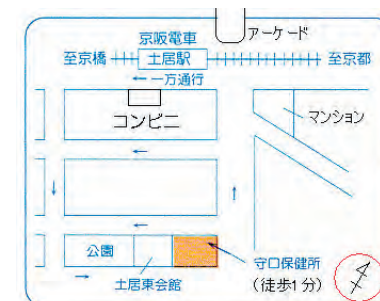 アーケード
京阪電車
至京橋 土居駅 至京都
←一方通行
コンビニ
マンション
←
↓
↑
←
公園
守口保健所
(徒歩1分)
→
土居東会館